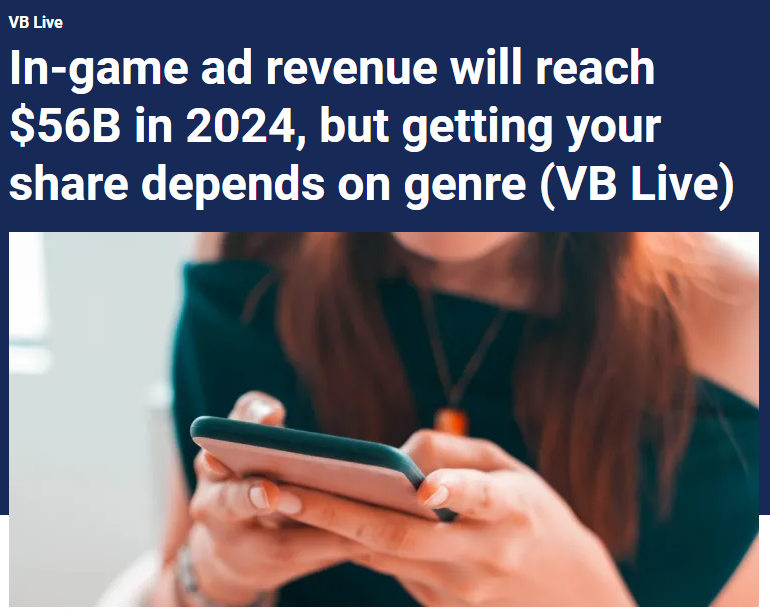 VB Live
In-game ad revenue will reach
$56B in 2024, but getting your
share depends on genre (VB Live)